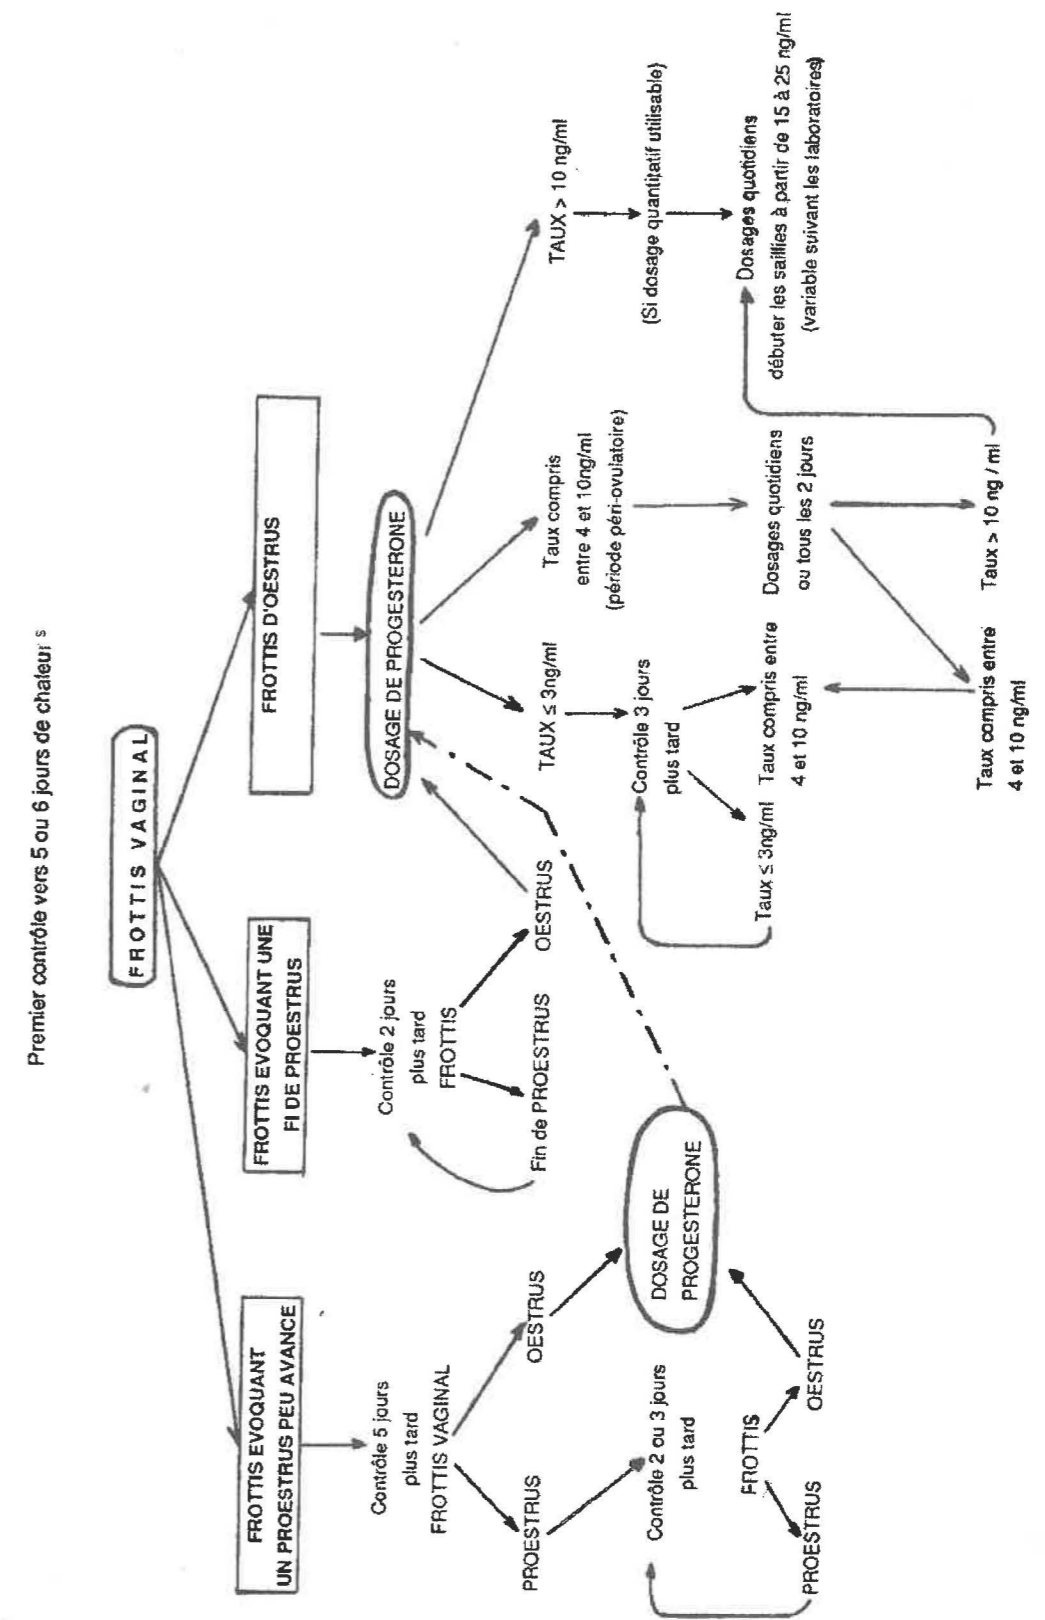 Premier contrôle vers 5 ou 6 jours de chaleurs
FROTTIS VAGINAL
FROTTIS EVOQUANT
UN PROESTRUS PEU AVANCE
FROTTIS EVOQUANT UNE
FI DE PROESTRUS
FROTTIS D'OESTRUS
Contrôle 5 jours
plus tard
FROTTIS VAGINAL
Contrôle 2 jours
plus tard
FROTTIS
DOSAGE DE PROGESTERONE
PROESTRUS
OESTRUS
Fin de PROESTRUS
OESTRUS
TAUX ≤ 3ng/ml
Taux compris
entre 4 et 10ng/ml
(période péri-ovulatoire)
TAUX > 10 ng/ml
Contrôle 2 ou 3 jours
plus tard
DOSAGE DE
PROGESTERONE
Contrôle 3 jours
plus tard
(Si dosage quantitatif utilisable)
FROTTIS
Taux ≤ 3ng/ml
Taux compris entre
4 et 10 ng/ml
Dosages quotidiens
ou tous les 2 jours
Dosages quotidiens
débuter les saillies à partir de 15 à 25 ng/ml
(variable suivant les laboratoires)
PROESTRUS
OESTRUS
Taux compris entre
4 et 10 ng/ml
Taux > 10 ng / ml